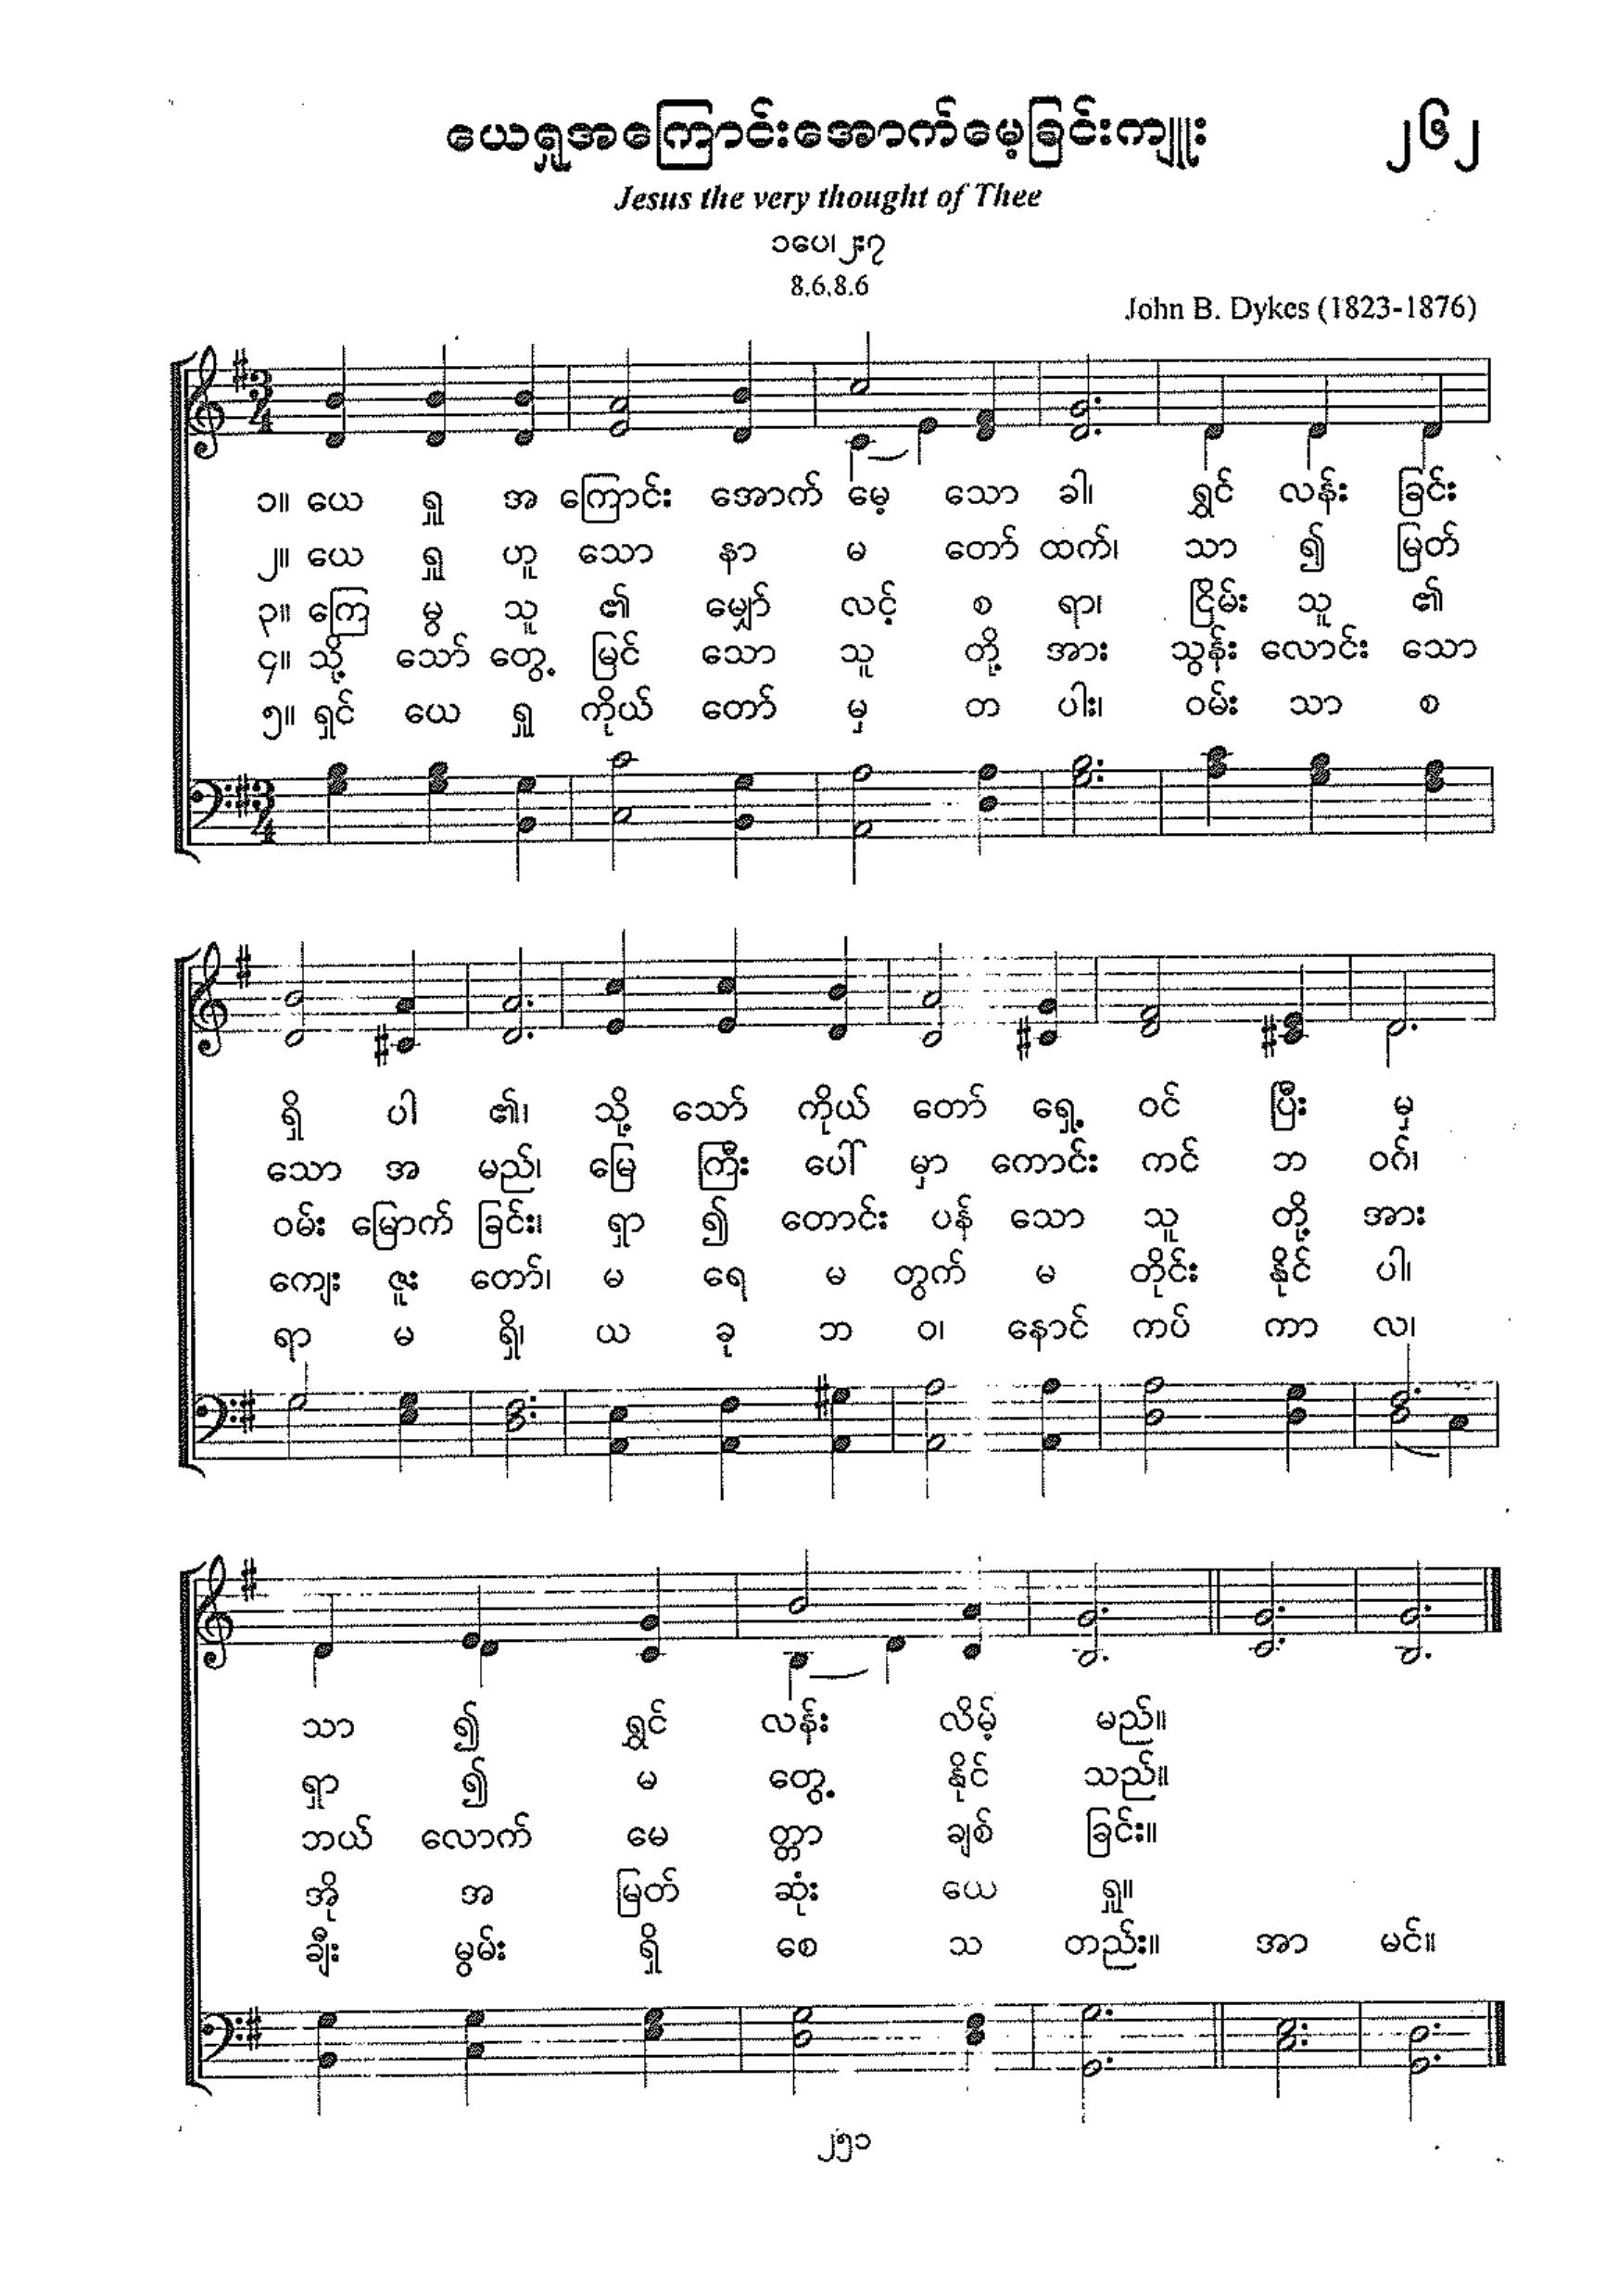 ယေရှုအကြောင်းအောက်မေ့ခြင်းကျူး ၂၆၂
Jesus the very thought of Thee
၁ပေ၊ ၂း၇
8,6,8.6
John B. Dykes (1823-1876)
၁။ ယေ ရှု အ ကြောင်း အောက် မေ့ သော ခါ၊ ရွှင် လန်း ခြင်း
၂။ ယေ ရှု ဟူ သော နာ မ တော် ထက်၊ သာ ၍ မြတ်
၃။ ကြေ မွ သူ ၏ မျှော် လင့် စ ရာ၊ ငြိမ်း သူ ၏
၄။ သို့ သော် တွေ့ မြင် သော သူ တို့ အား သွန်း လောင်း သော
၅။ ရှင် ယေ ရှု ကိုယ် တော် မှ တ ပါး၊ ဝမ်း သာ စ
ရှိ ပါ ၏၊ သို့ သော် ကိုယ် တော် ရှေ့ ဝင် ပြီး မှ
သော အ မည်၊ မြေ ကြီး ပေါ် မှာ ကောင်း ကင် ဘ ဝဂ်၊
ဝမ်း မြောက် ခြင်း၊ ရှာ ၍ တောင်း ပန် သော သူ တို့ အား
ကျေး ဇူး တော်၊ မ ရေ မ တွက် မ တိုင်း နိုင် ပါ၊
ရာ မ ရှိ၊ ယ ခု ဘ ဝ၊ နောင် ကပ် ကာ လ၊
သာ ၍ ရွှင် လန်း လိမ့် မည်။
ရှာ ၍ မ တွေ့ နိုင် သည်။
ဘယ် လောက် မေ တ္တာ ချစ် ခြင်း။
အို အ မြတ် ဆုံး ယေ ရှု။
ချီး မွမ်း ရှိ စေ သ တည်း။ အာ မင်။
၂၅၁